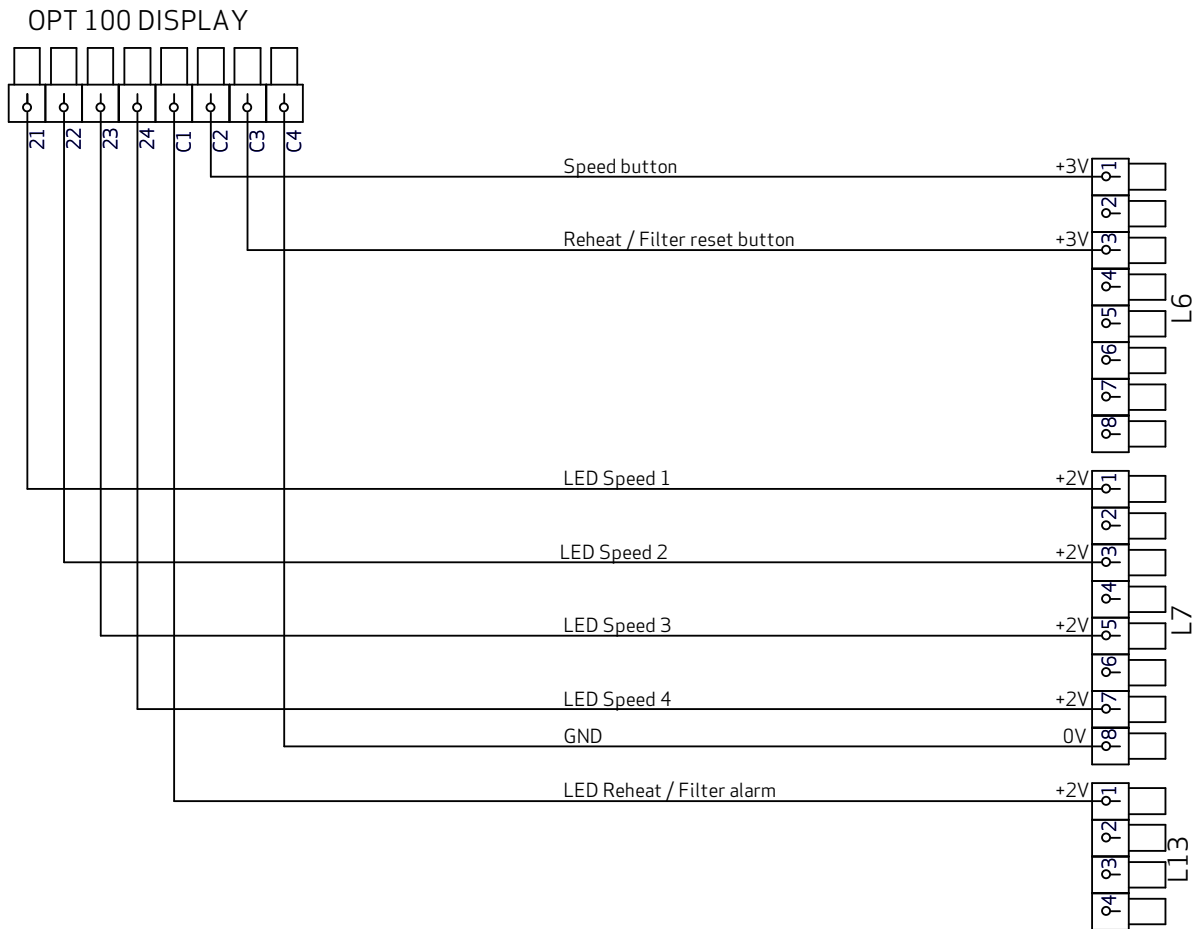 OPT 100 DISPLAY
21 22 23 24 C1 C2 C3 C4
Speed button +3V 1
2
Reheat / Filter reset button +3V 3
4
L6
5
6
7
8
LED Speed 1 +2V 1
2
LED Speed 2 +2V 3
4
L7
LED Speed 3 +2V 5
6
LED Speed 4 +2V 7
GND 0V 8
LED Reheat / Filter alarm +2V 1
2
L13
3
4